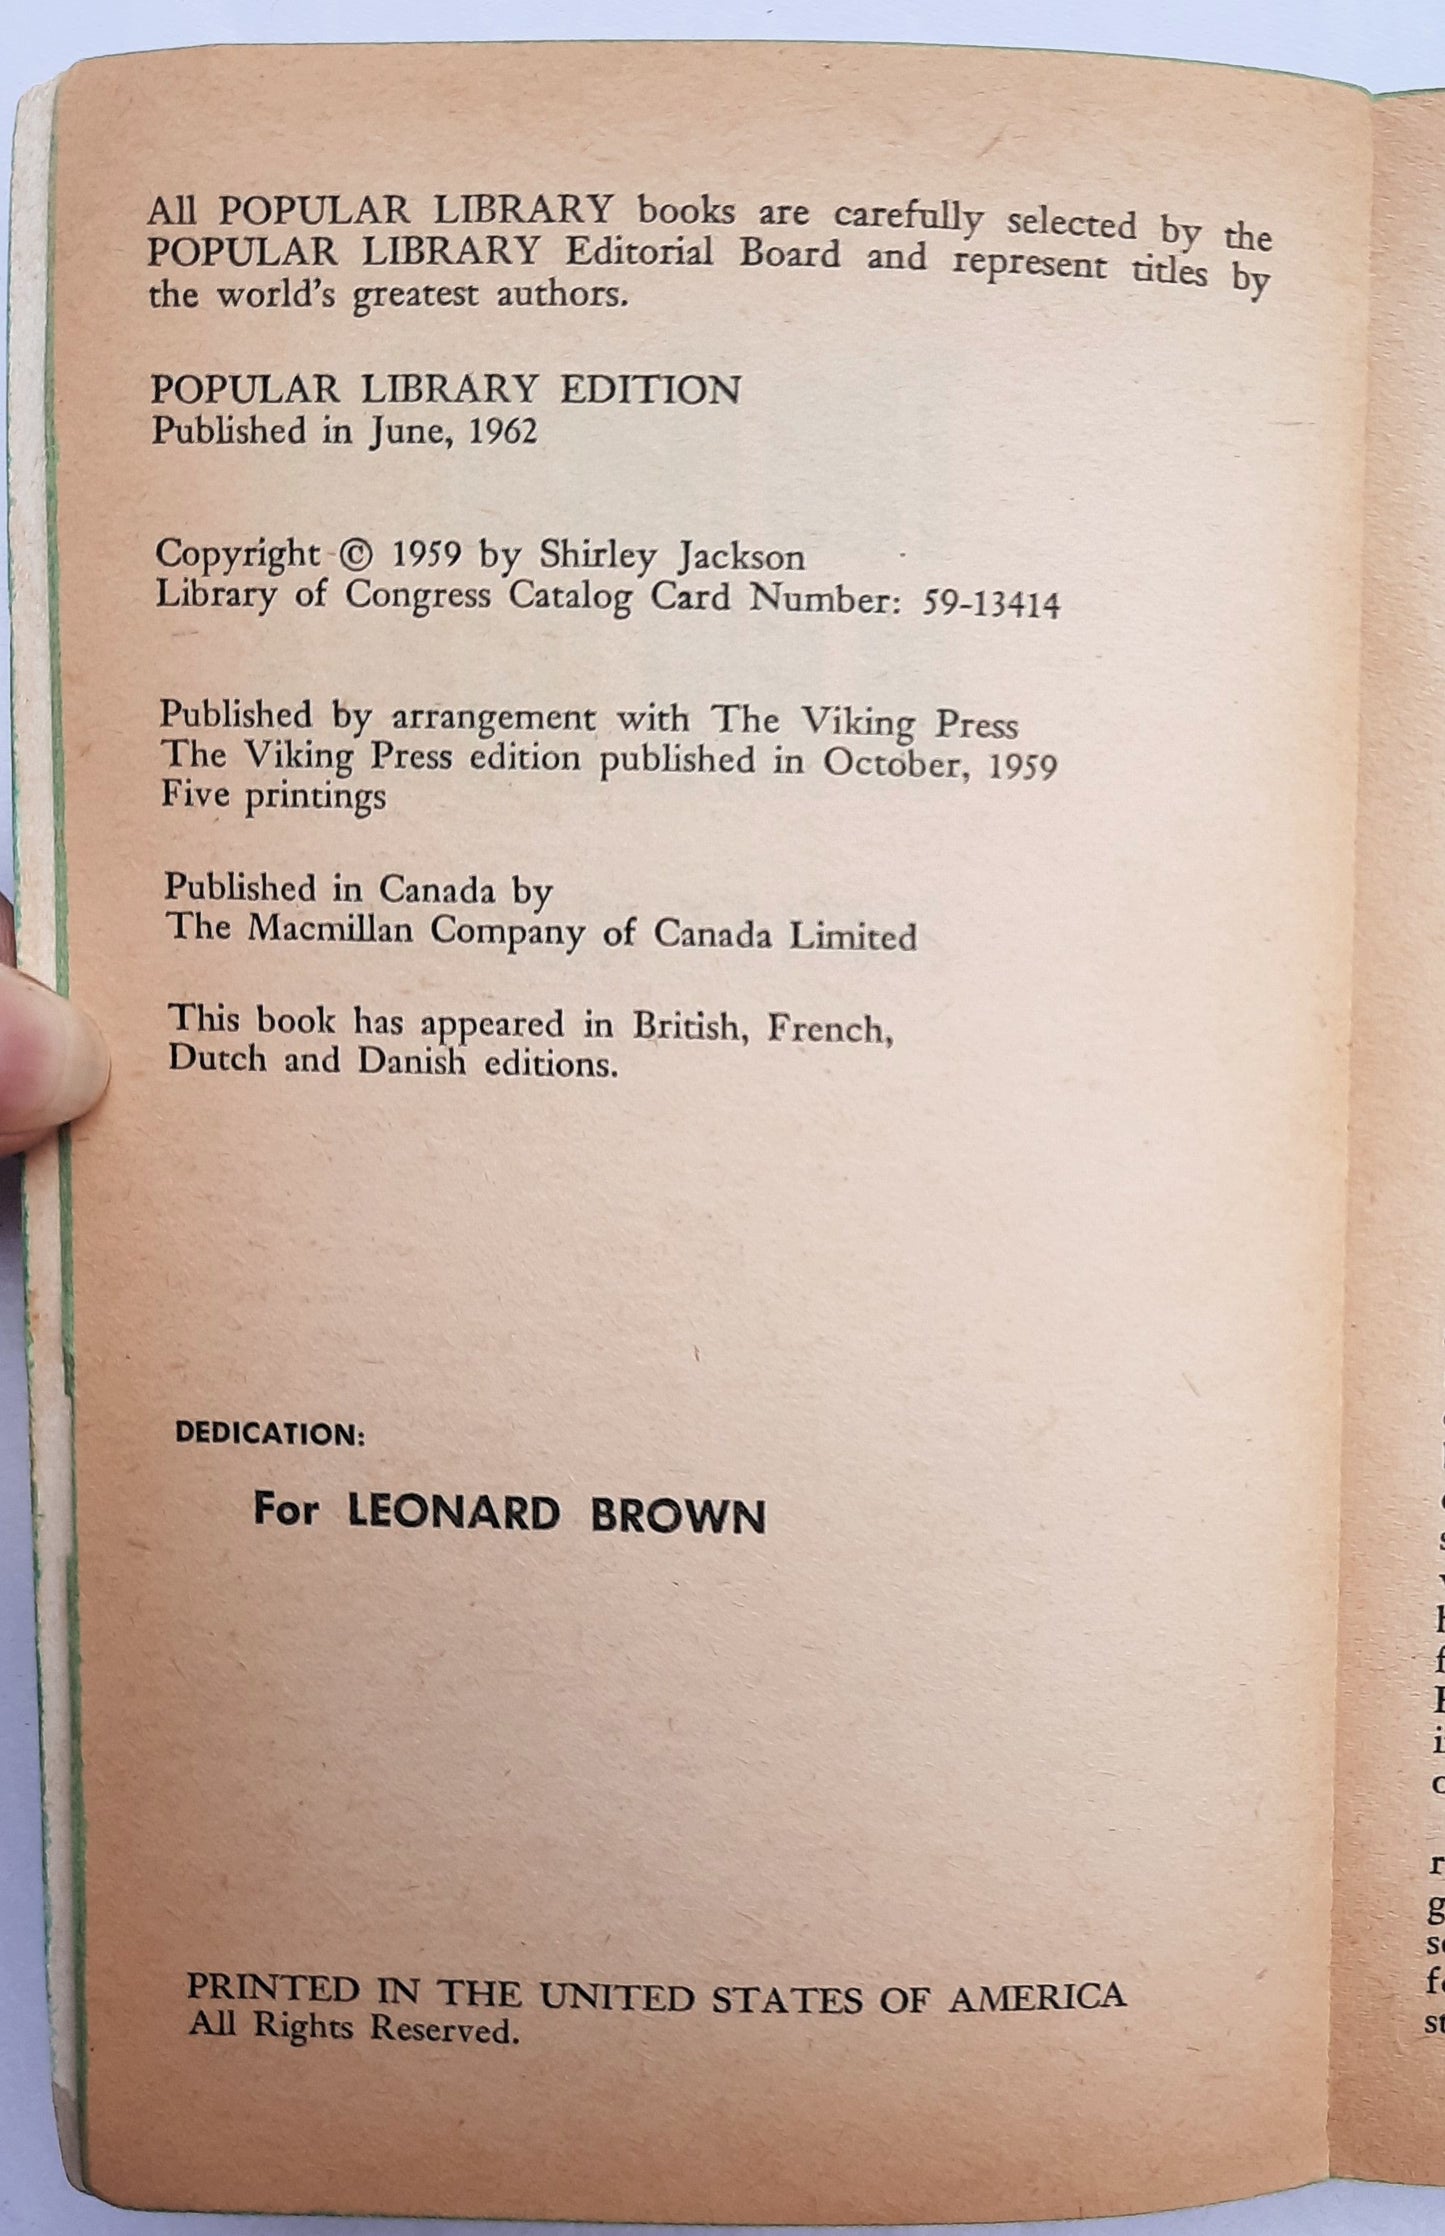 All POPULAR LIBRARY books are carefully selected by the
POPULAR LIBRARY Editorial Board and represent titles by
the world's greatest authors.
POPULAR LIBRARY EDITION
Published in June, 1962
Copyright © 1959 by Shirley Jackson
Library of Congress Catalog Card Number: 59-13414
Published by arrangement with The Viking Press
The Viking Press edition published in October, 1959
Five printings
Published in Canada by
The Macmillan Company of Canada Limited
This book has appeared in British, French,
Dutch and Danish editions.
DEDICATION:
For LEONARD BROWN
PRINTED IN THE UNITED STATES OF AMERICA
All Rights Reserved.